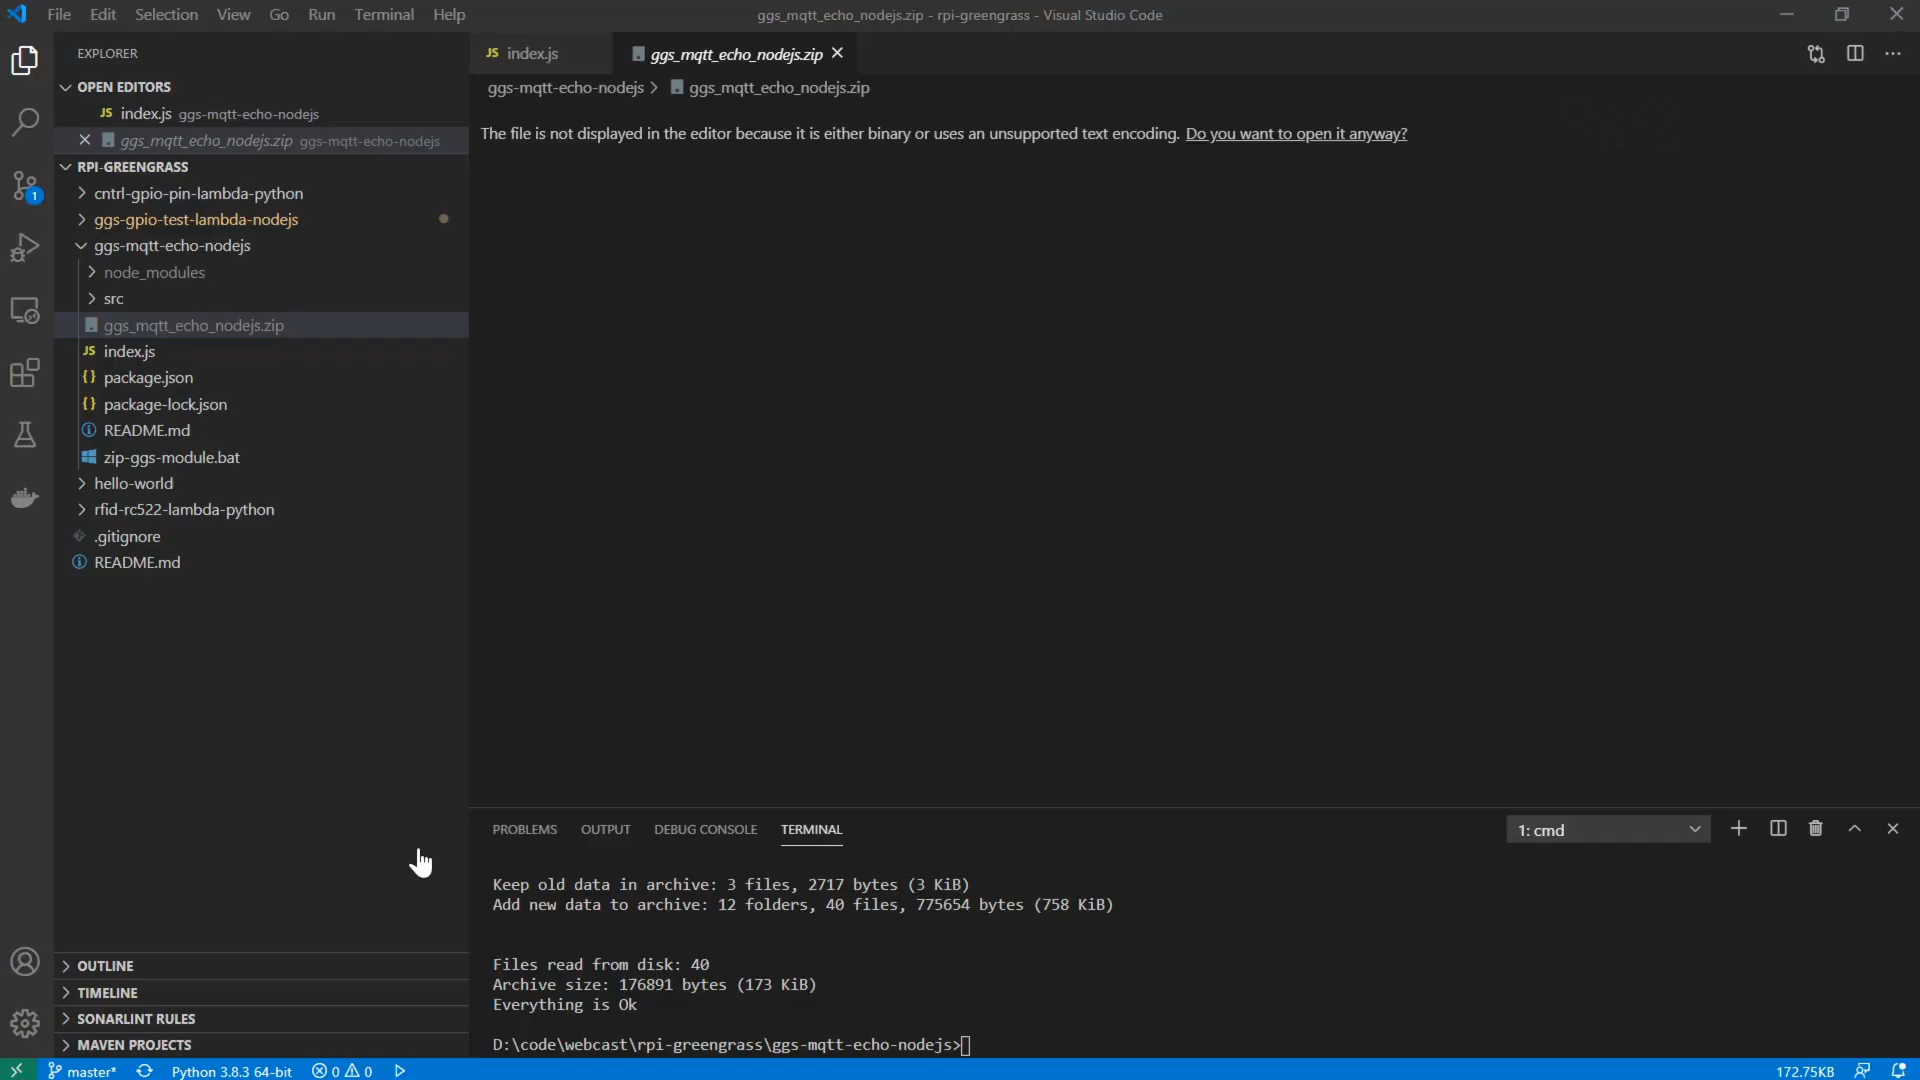 File Edit Selection View Go Run Terminal Help
ggs_mqtt_echo_nodejs.zip - rpi-greengrass - Visual Studio Code
EXPLORER
OPEN EDITORS
JS index.js ggs-mqtt-echo-nodejs
ggs_mqtt_echo_nodejs.zip ggs-mqtt-echo-nodejs
RPI-GREENGRASS
cntrl-gpio-pin-lambda-python
ggs-gpio-test-lambda-nodejs
ggs-mqtt-echo-nodejs
node_modules
src
ggs_mqtt_echo_nodejs.zip
JS index.js
{} package.json
{} package-lock.json
README.md
zip-ggs-module.bat
hello-world
rfid-rc522-lambda-python
.gitignore
README.md
OUTLINE
TIMELINE
SONARLINT RULES
MAVEN PROJECTS
1
JS index.js
ggs_mqtt_echo_nodejs.zip
ggs-mqtt-echo-nodejs > ggs_mqtt_echo_nodejs.zip
The file is not displayed in the editor because it is either binary or uses an unsupported text encoding. Do you want to open it anyway?
PROBLEMS OUTPUT DEBUG CONSOLE TERMINAL
1: cmd
Keep old data in archive: 3 files, 2717 bytes (3 KiB)
Add new data to archive: 12 folders, 40 files, 775654 bytes (758 KiB)
Files read from disk: 40
Archive size: 176891 bytes (173 KiB)
Everything is Ok
D:\code\webcast\rpi-greengrass\ggs-mqtt-echo-nodejs>
master* Python 3.8.3 64-bit 0 0
172.75KB